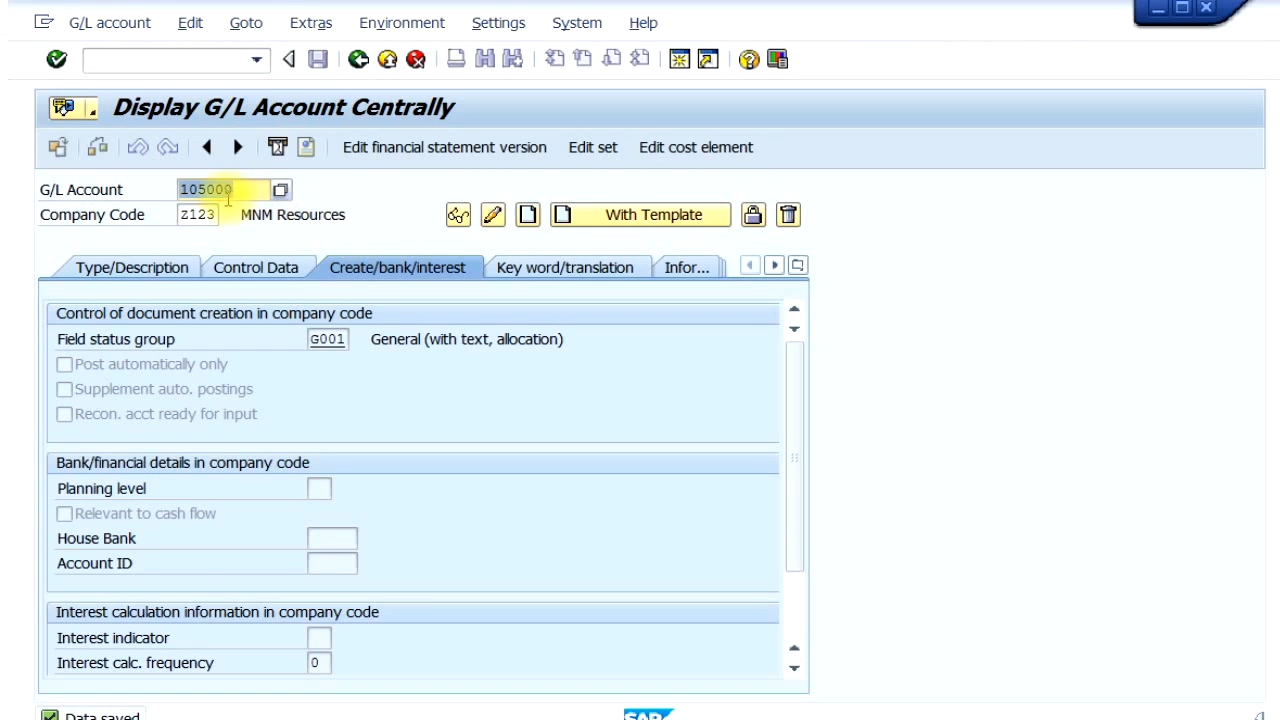 G/L account Edit Goto Extras Environment Settings System Help
Display G/L Account Centrally
Edit financial statement version Edit set Edit cost element
G/L Account 105000
Company Code Z123 MNM Resources With Template
Type/Description Control Data Create/bank/interest Key word/translation Infor...
Control of document creation in company code
Field status group G001 General (with text, allocation)
Post automatically only
Supplement auto. postings
Recon. acct ready for input
Bank/financial details in company code
Planning level
Relevant to cash flow
House Bank
Account ID
Interest calculation information in company code
Interest indicator
Interest calc. frequency 0
Data saved SAP